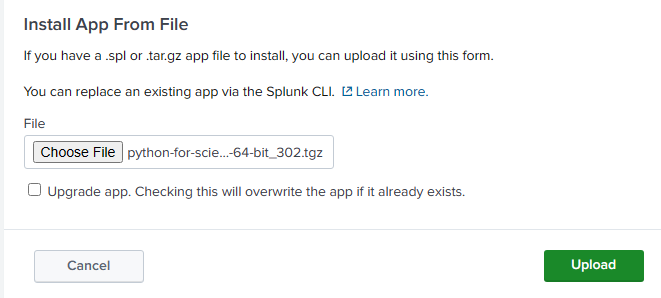 Install App From File
If you have a .spl or .tar.gz app file to install, you can upload it using this form.
You can replace an existing app via the Splunk CLI. Learn more.
File
Choose File python-for-scie...-64-bit_302.tgz
Upgrade app. Checking this will overwrite the app if it already exists.
Cancel Upload